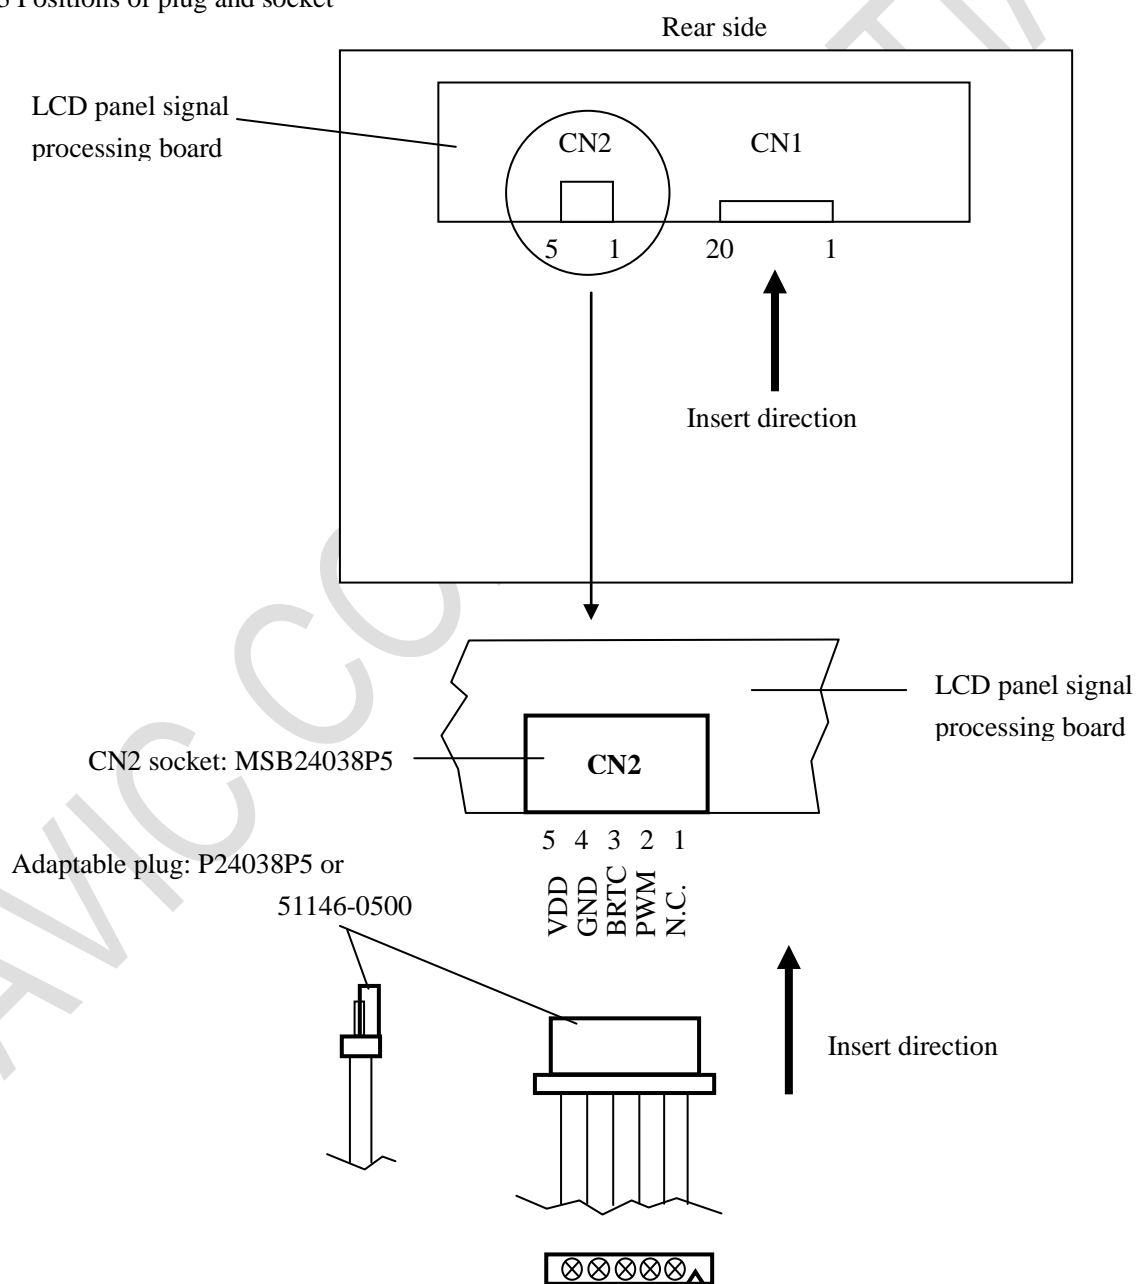 Positions of plug and socket
Rear side
LCD panel signal
processing board
CN2
CN1
5 1 20 1
Insert direction
LCD panel signal
processing board
CN2 socket: MSB24038P5
CN2
5 4 3 2 1
VDD
GND
BRTC
PWM
N.C.
Adaptable plug: P24038P5 or
51146-0500
Insert direction